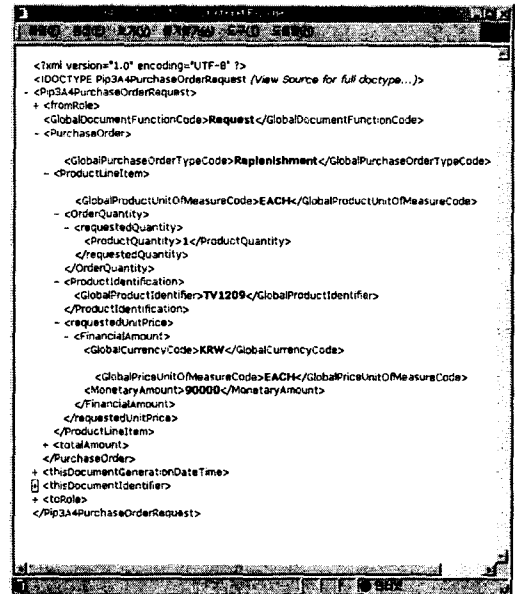 <?xml version="1.0" encoding="UTF-8" ?>
<!DOCTYPE Pip3A4PurchaseOrderRequest (View Source for full doctype...)>
- <Pip3A4PurchaseOrderRequest>
+ <fromRole>
<GlobalDocumentFunctionCode>Request</GlobalDocumentFunctionCode>
- <PurchaseOrder>
<GlobalPurchaseOrderTypeCode>Replenishment</GlobalPurchaseOrderTypeCode>
- <ProductLineItem>
<GlobalProductUnitOfMeasureCode>EACH</GlobalProductUnitOfMeasureCode>
- <OrderQuantity>
- <requestedQuantity>
<ProductQuantity>1</ProductQuantity>
</requestedQuantity>
</OrderQuantity>
- <ProductIdentification>
<GlobalProductIdentifier>TV1209</GlobalProductIdentifier>
</ProductIdentification>
- <requestedUnitPrice>
- <FinancialAmount>
<GlobalCurrencyCode>KRW</GlobalCurrencyCode>
<GlobalPriceUnitOfMeasureCode>EACH</GlobalPriceUnitOfMeasureCode>
<MonetaryAmount>90000</MonetaryAmount>
</FinancialAmount>
</requestedUnitPrice>
</ProductLineItem>
+ <totalAmount>
</PurchaseOrder>
+ <thisDocumentGenerationDateTime>
+ <thisDocumentIdentifier>
+ <toRole>
</Pip3A4PurchaseOrderRequest>